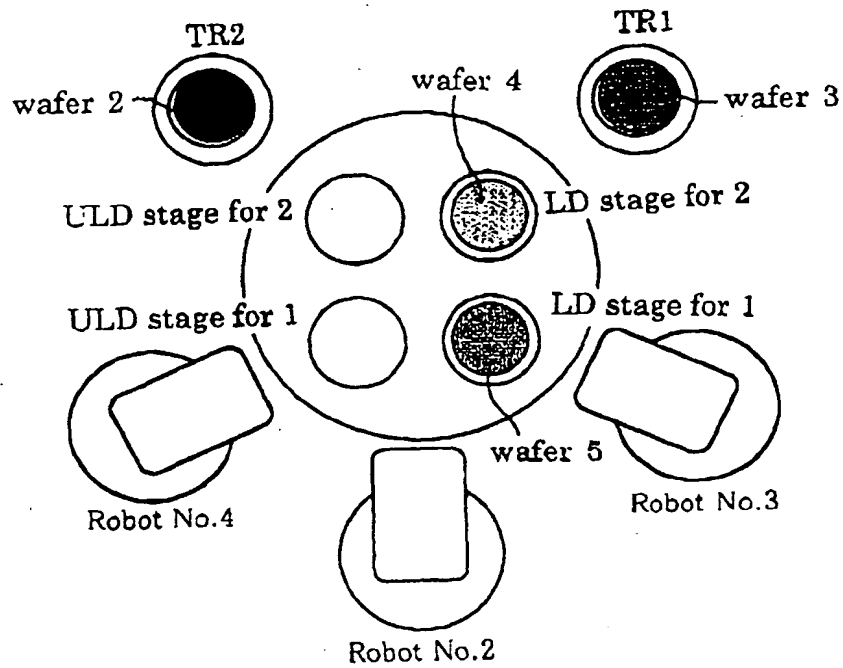 TR2
TR1
wafer 4
wafer 2
wafer 3
ULD stage for 2
LD stage for 2
ULD stage for 1
LD stage for 1
wafer 5
Robot No.4
Robot No.3
Robot No.2